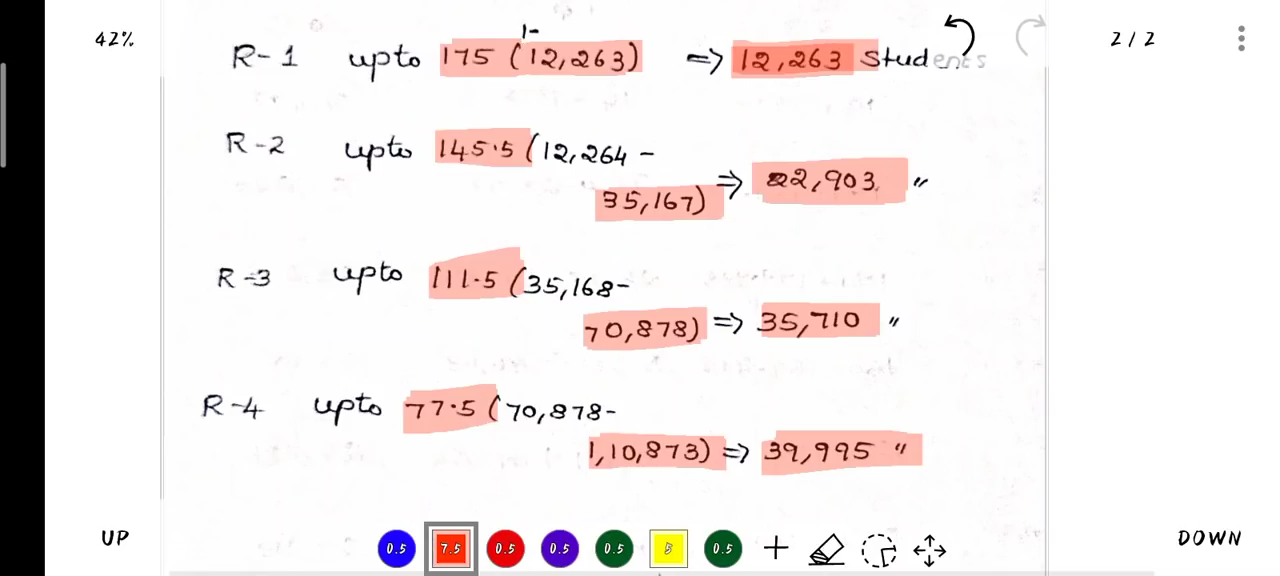 42%
2/2
R-1 upto 175 (1-12,263) => 12,263 Students
R-2 upto 145.5 (12,264 -
35,167) => 22,903 "
R-3 upto 111.5 (35,168-
70,878) => 35,710 "
R-4 upto 77.5 (70,878-
1,10,873) => 39,995 "
UP
0.5 7.5 0.5 0.5 0.5 5 0.5
DOWN